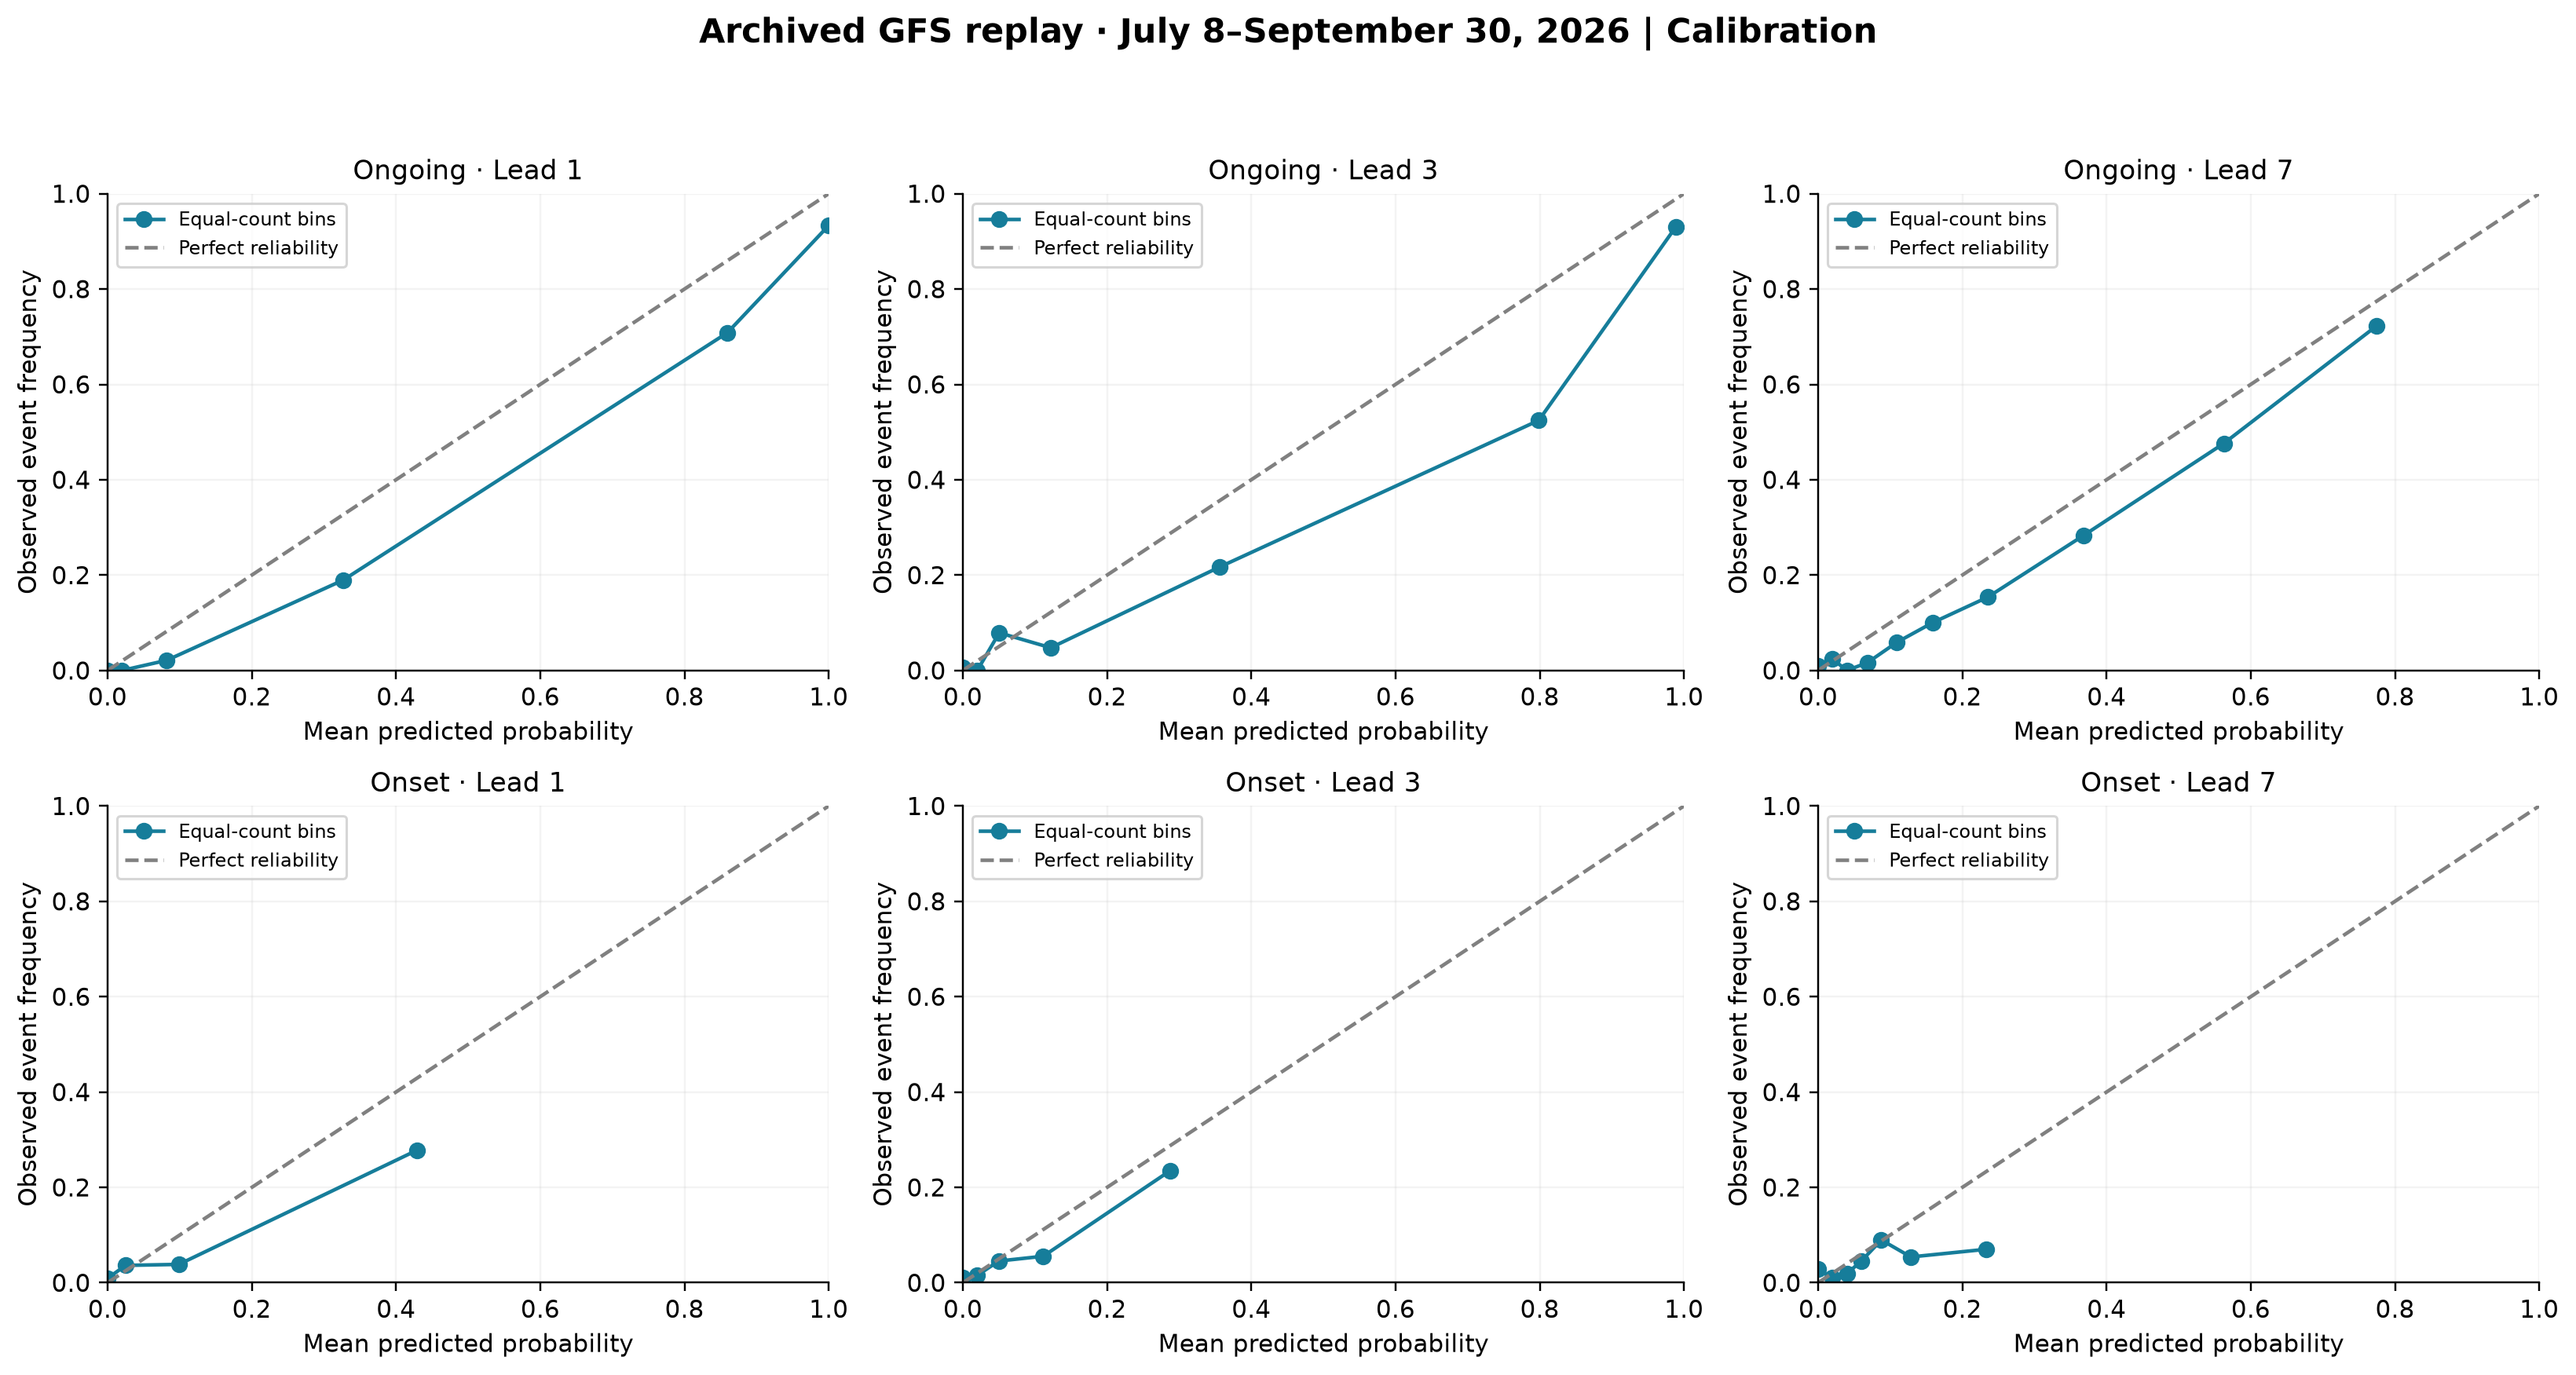 Archived GFS replay · July 8–September 30, 2026 | Calibration
Ongoing · Lead 1
1.0
0.8
0.6
0.4
0.2
0.0
Observed event frequency
Equal-count bins
Perfect reliability
0.0 0.2 0.4 0.6 0.8 1.0
Mean predicted probability
Ongoing · Lead 3
1.0
0.8
0.6
0.4
0.2
0.0
Observed event frequency
Equal-count bins
Perfect reliability
0.0 0.2 0.4 0.6 0.8 1.0
Mean predicted probability
Ongoing · Lead 7
1.0
0.8
0.6
0.4
0.2
0.0
Observed event frequency
Equal-count bins
Perfect reliability
0.0 0.2 0.4 0.6 0.8 1.0
Mean predicted probability
Onset · Lead 1
1.0
0.8
0.6
0.4
0.2
0.0
Observed event frequency
Equal-count bins
Perfect reliability
0.0 0.2 0.4 0.6 0.8 1.0
Mean predicted probability
Onset · Lead 3
1.0
0.8
0.6
0.4
0.2
0.0
Observed event frequency
Equal-count bins
Perfect reliability
0.0 0.2 0.4 0.6 0.8 1.0
Mean predicted probability
Onset · Lead 7
1.0
0.8
0.6
0.4
0.2
0.0
Observed event frequency
Equal-count bins
Perfect reliability
0.0 0.2 0.4 0.6 0.8 1.0
Mean predicted probability